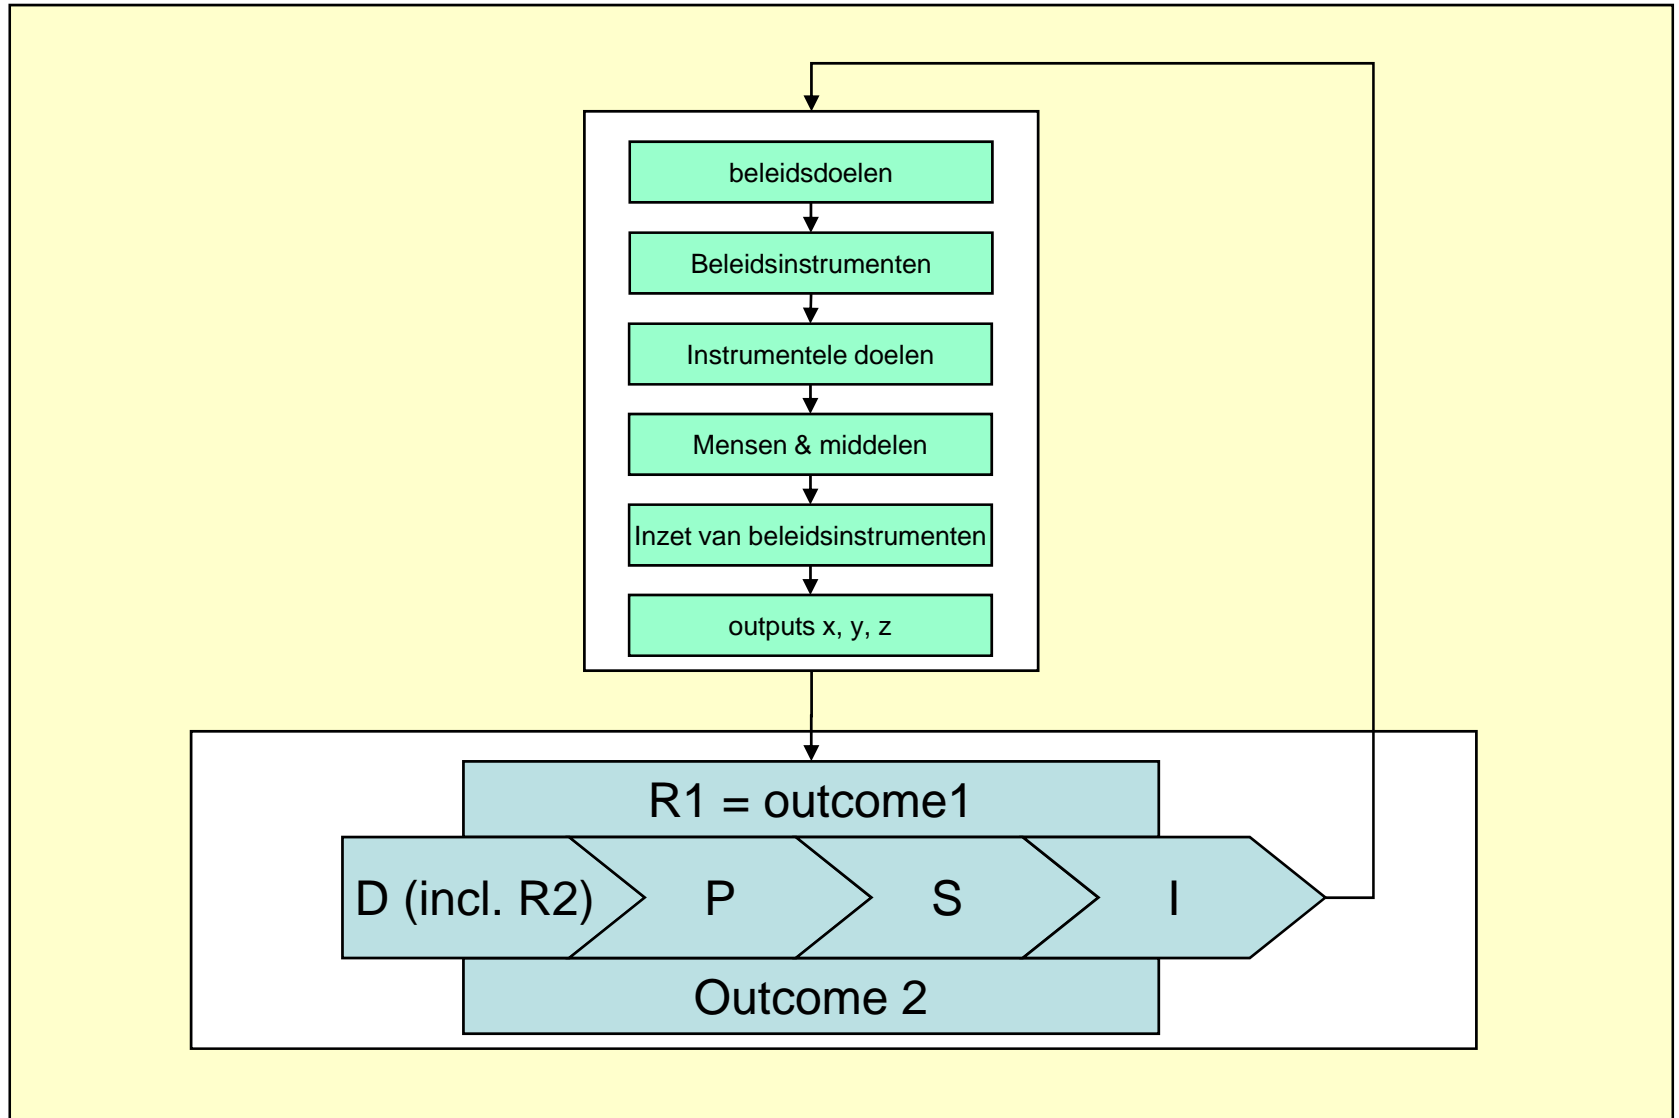 beleidsdoelen
Beleidsinstrumenten
Instrumentele doelen
Mensen & middelen
Inzet van beleidsinstrumenten
outputs x, y, z
R1 = outcome1
D (incl. R2)
P
S
I
Outcome 2